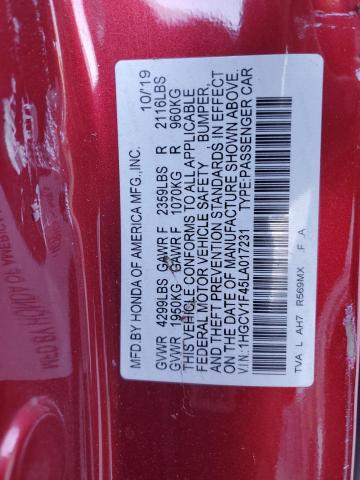 MFD BY HONDA OF AMERICA MFG.,INC. 10/19
GVWR 4299LBS GAWR F 2359LBS R 2116LBS
GVWR 1950KG GAWR F 1070KG R 960KG
THIS VEHICLE CONFORMS TO ALL APPLICABLE
FEDERAL MOTOR VEHICLE SAFETY BUMPER,
AND THEFT PREVENTION STANDARDS IN EFFECT
ON THE DATE OF MANUFACTURE SHOWN ABOVE.
V.I.N.:1HGCV1F45LA017231 TYPE:PASSENGER CAR
TVA L AH7 R569MX F A